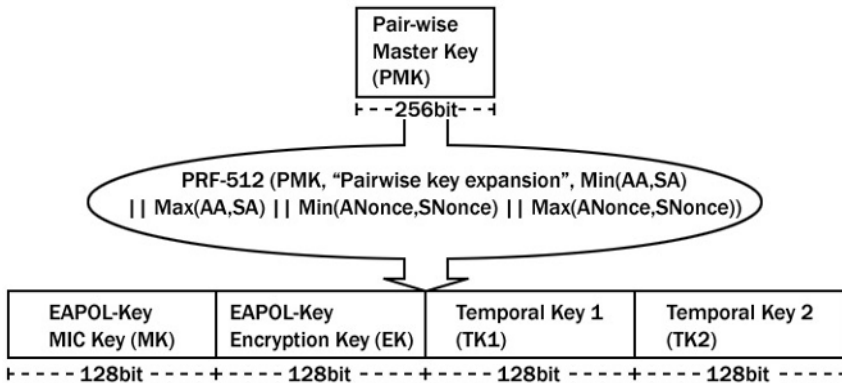 Pair-wise
Master Key
(PMK)
256bit
PRF-512 (PMK, “Pairwise key expansion”, Min(AA,SA)
|| Max(AA,SA) || Min(ANonce,SNonce) || Max(ANonce,SNonce))
EAPOL-Key
MIC Key (MK)
EAPOL-Key
Encryption Key (EK)
Temporal Key 1
(TK1)
Temporal Key 2
(TK2)
128bit
128bit
128bit
128bit